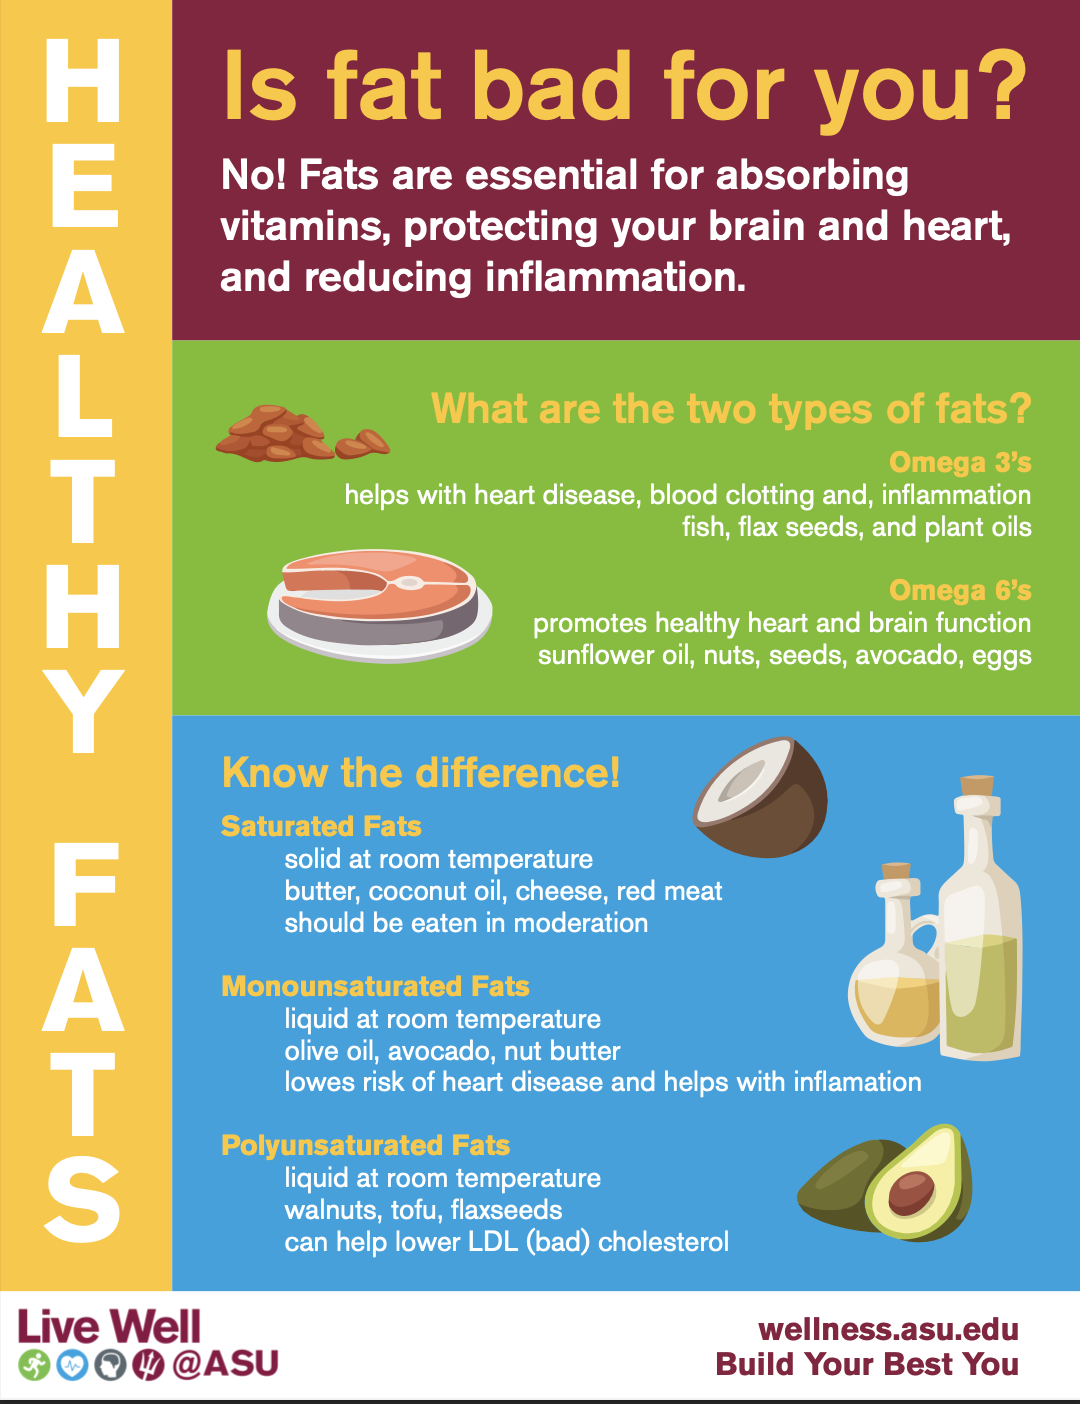 HEALTHY FATS
Is fat bad for you?
No! Fats are essential for absorbing
vitamins, protecting your brain and heart,
and reducing inflammation.
What are the two types of fats?
Omega 3's
helps with heart disease, blood clotting and, inflammation
fish, flax seeds, and plant oils
Omega 6's
promotes healthy heart and brain function
sunflower oil, nuts, seeds, avocado, eggs
Know the difference!
Saturated Fats
solid at room temperature
butter, coconut oil, cheese, red meat
should be eaten in moderation
Monounsaturated Fats
liquid at room temperature
olive oil, avocado, nut butter
lowes risk of heart disease and helps with inflamation
Polyunsaturated Fats
liquid at room temperature
walnuts, tofu, flaxseeds
can help lower LDL (bad) cholesterol
Live Well
@ASU
wellness.asu.edu
Build Your Best You